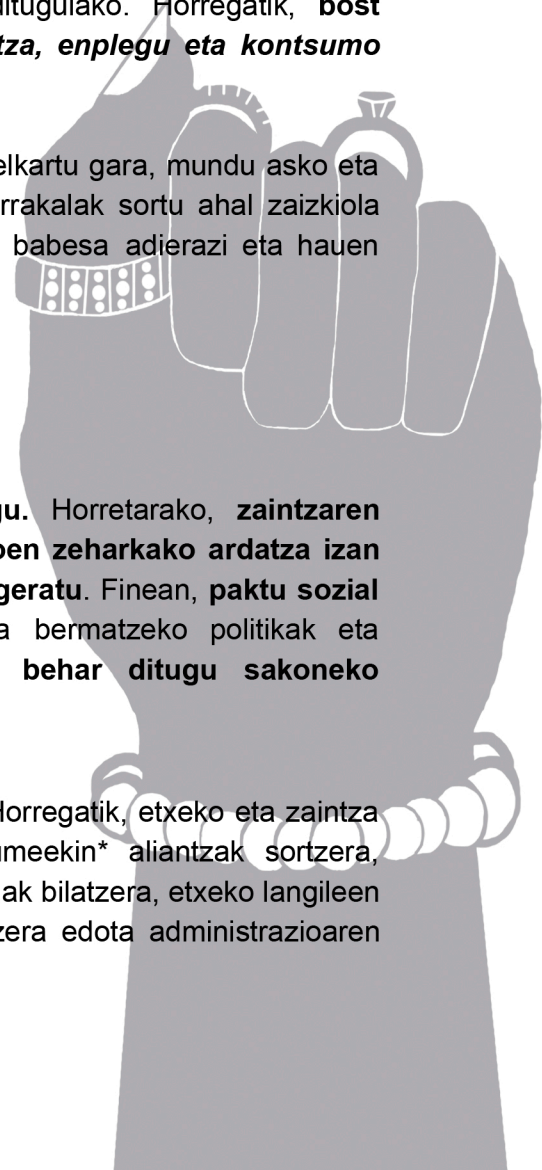 ditugulako. Horregatik, bost
tza, enplegu eta kontsumo
elkartu gara, mundu asko eta
rrakalak sortu ahal zaizkiola
babesa adierazi eta hauen
gu. Horretarako, zaintzaren
oen zeharkako ardatza izan
geratu. Finean, paktu sozial
a bermatzeko politikak eta
behar ditugu sakoneko
Horregatik, etxeko eta zaintza
umeekin* aliantzak sortzera,
ak bilatzera, etxeko langileen
zera edota administrazioaren